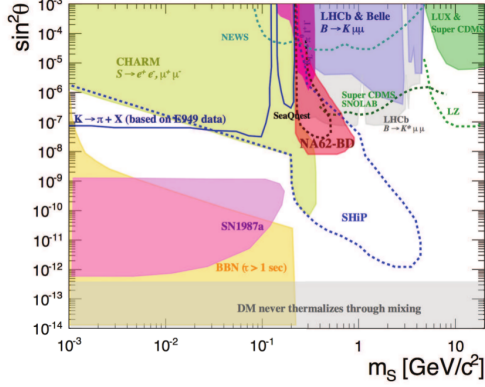 sin²θ
10⁻³
10⁻⁴
10⁻⁵
10⁻⁶
10⁻⁷
10⁻⁸
10⁻⁹
10⁻¹⁰
10⁻¹¹
10⁻¹²
10⁻¹³
10⁻¹⁴
NEWS
LHCb & Belle
B → K μμ
LUX &
Super CDMS
CHARM
S → e⁺ e⁻, μ⁺ μ⁻
Super CDMS
SNOLAB
LZ
K → π + X (based on E949 data)
SeaQuest
LHCb
B → K* μ μ
NA62-BD
SN1987a
SHiP
BBN (τ > 1 sec)
DM never thermalizes through mixing
10⁻³
10⁻²
10⁻¹
1
10
m_S [GeV/c²]